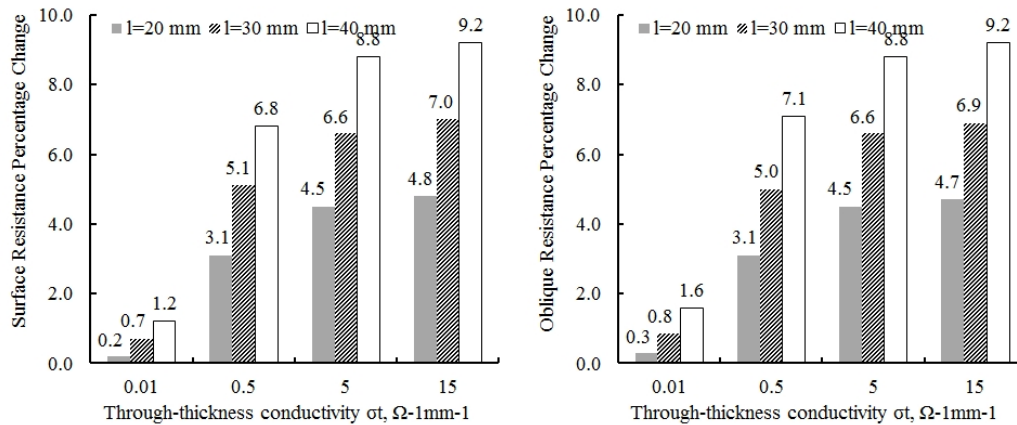 Surface Resistance Percentage Change
10.0
8.0
6.0
4.0
2.0
0.0
l=20 mm l=30 mm l=40 mm
0.2 0.7 1.2
3.1 5.1 6.8
4.5 6.6 8.8
4.8 7.0 9.2
0.01 0.5 5 15
Through-thickness conductivity σt, Ω-1mm-1
Oblique Resistance Percentage Change
10.0
8.0
6.0
4.0
2.0
0.0
l=20 mm l=30 mm l=40 mm
0.3 0.8 1.6
3.1 5.0 7.1
4.5 6.6 8.8
4.7 6.9 9.2
0.01 0.5 5 15
Through-thickness conductivity σt, Ω-1mm-1